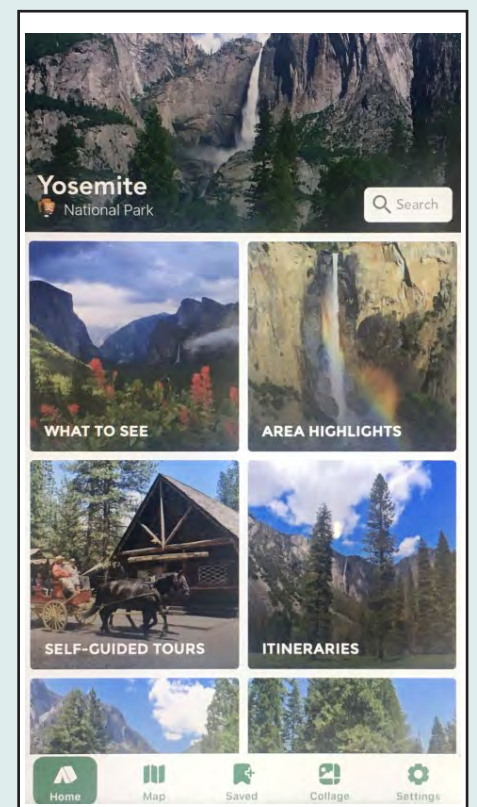 Yosemite
National Park
Search
WHAT TO SEE
AREA HIGHLIGHTS
SELF-GUIDED TOURS
ITINERARIES
Home
Map
Saved
Collage
Settings